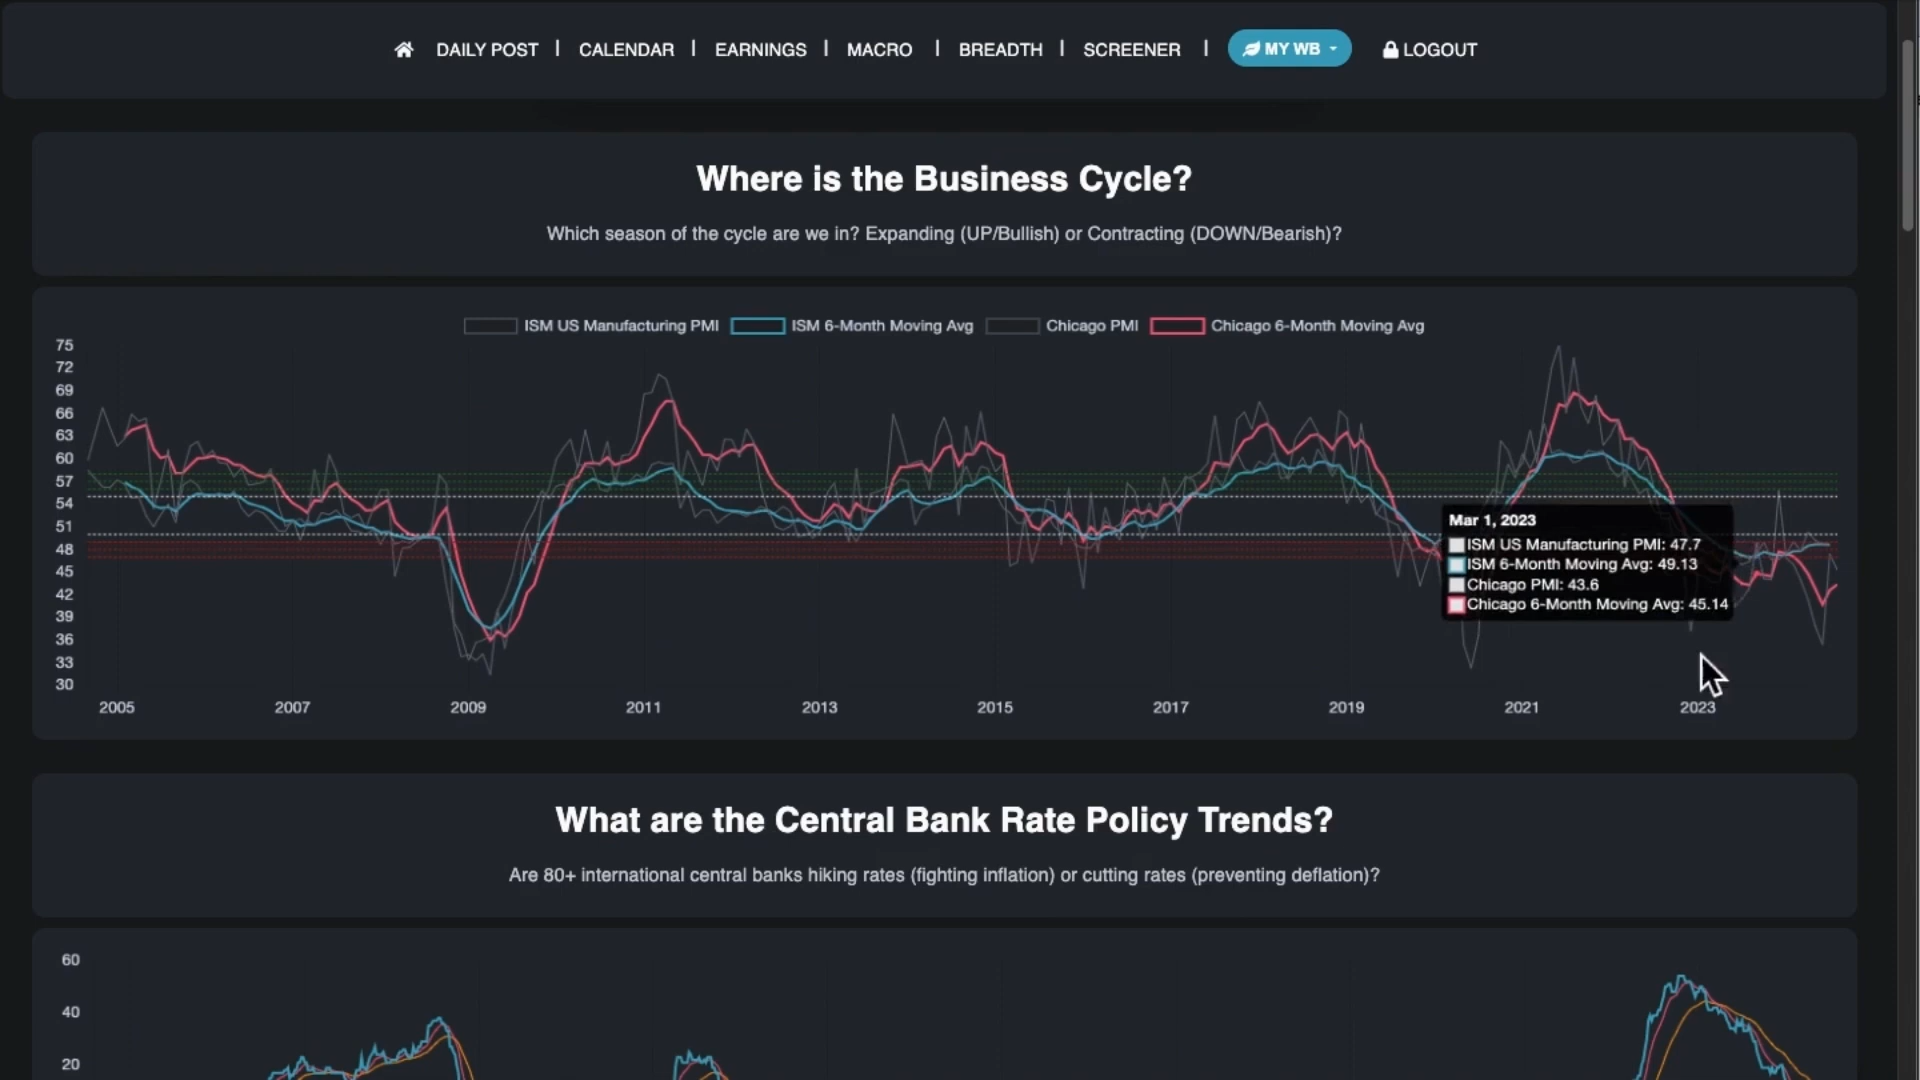 DAILY POST | CALENDAR | EARNINGS | MACRO | BREADTH | SCREENER | MY WB LOGOUT
Where is the Business Cycle?
Which season of the cycle are we in? Expanding (UP/Bullish) or Contracting (DOWN/Bearish)?
ISM US Manufacturing PMI ISM 6-Month Moving Avg Chicago PMI Chicago 6-Month Moving Avg
75
72
69
66
63
60
57
54
51
48
45
42
39
36
33
30
Mar 1, 2023
ISM US Manufacturing PMI: 47.7
ISM 6-Month Moving Avg: 49.13
Chicago PMI: 43.6
Chicago 6-Month Moving Avg: 45.14
2005 2007 2009 2011 2013 2015 2017 2019 2021 2023
What are the Central Bank Rate Policy Trends?
Are 80+ international central banks hiking rates (fighting inflation) or cutting rates (preventing deflation)?
60
40
20